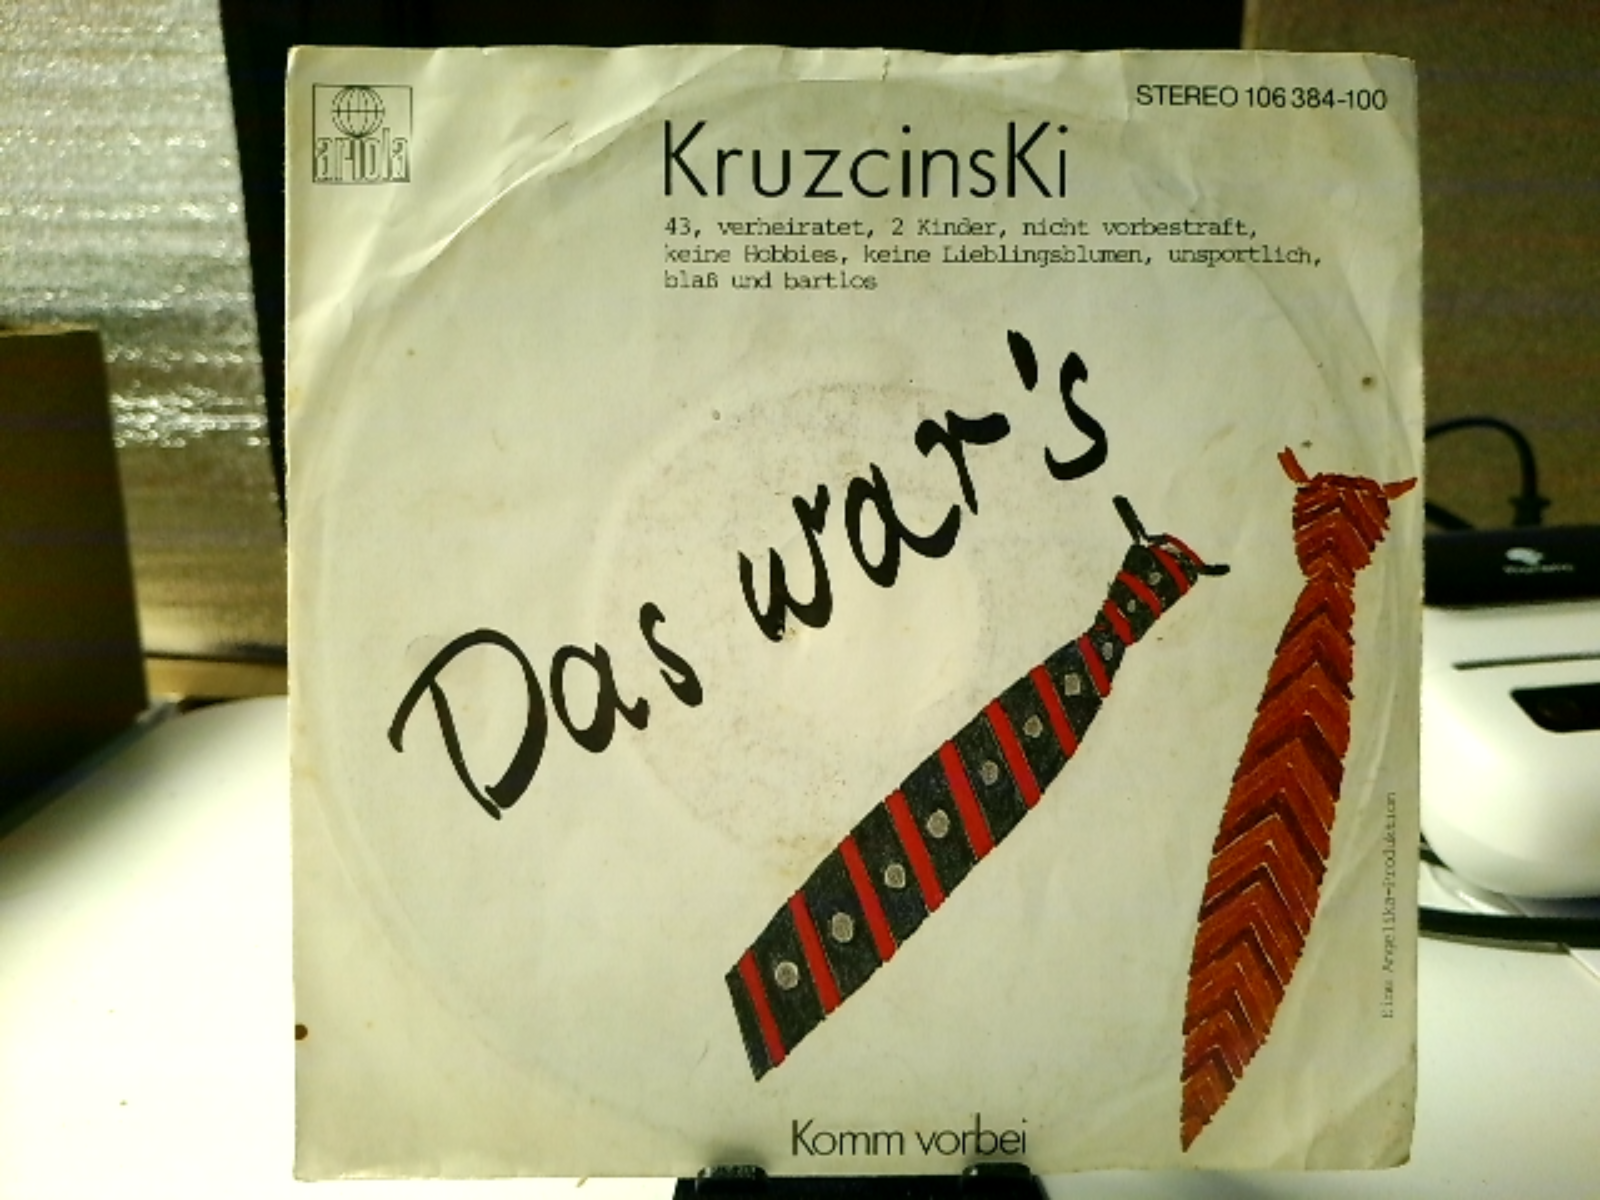 ariola
STEREO 106 384-100
KruzcinsKi
43, verheiratet, 2 Kinder, nicht vorbestraft,
keine Hobbies, keine Lieblingsblumen, unsportlich,
blaß und bartlos
Das war's
Eine Angelika-Produktion
Komm vorbei